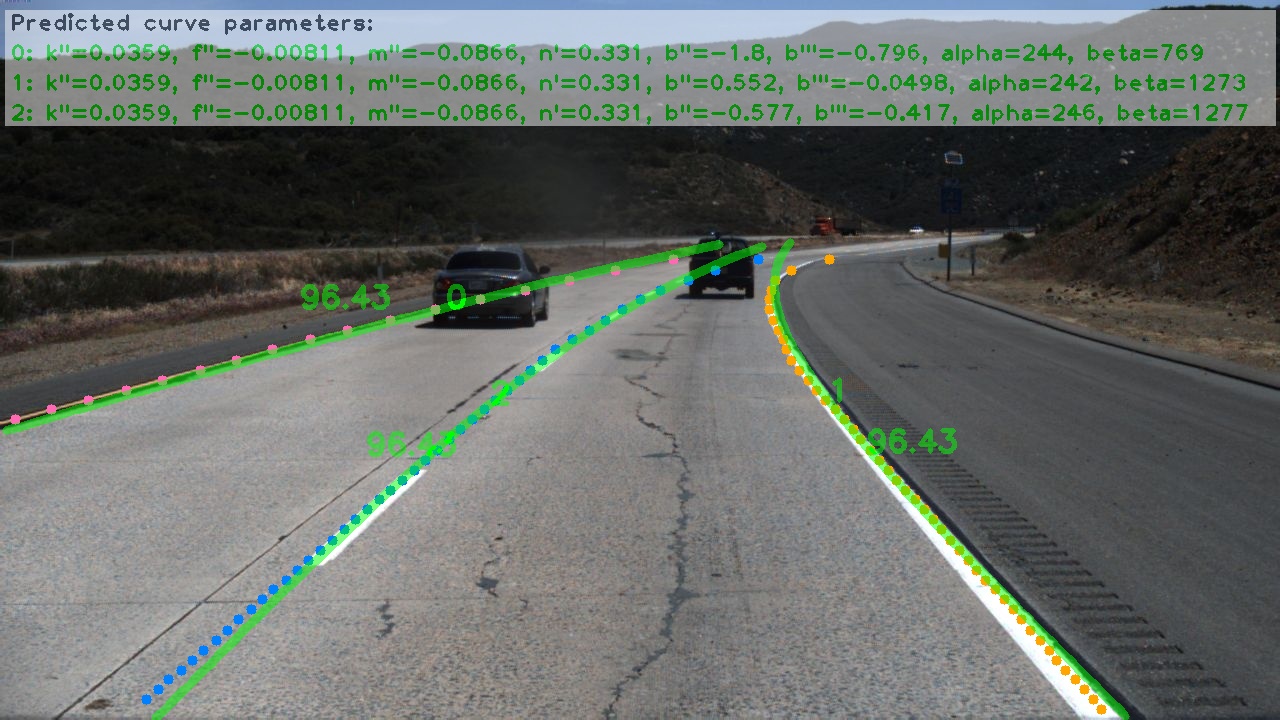 Predicted curve parameters:
0: k''=0.0359, f''=-0.00811, m''=-0.0866, n'=0.331, b''=-1.8, b'''=-0.796, alpha=244, beta=769
1: k''=0.0359, f''=-0.00811, m''=-0.0866, n'=0.331, b''=0.552, b'''=-0.0498, alpha=242, beta=1273
2: k''=0.0359, f''=-0.00811, m''=-0.0866, n'=0.331, b''=-0.577, b'''=-0.417, alpha=246, beta=1277
96.43 0
2 1
96.43 96.43